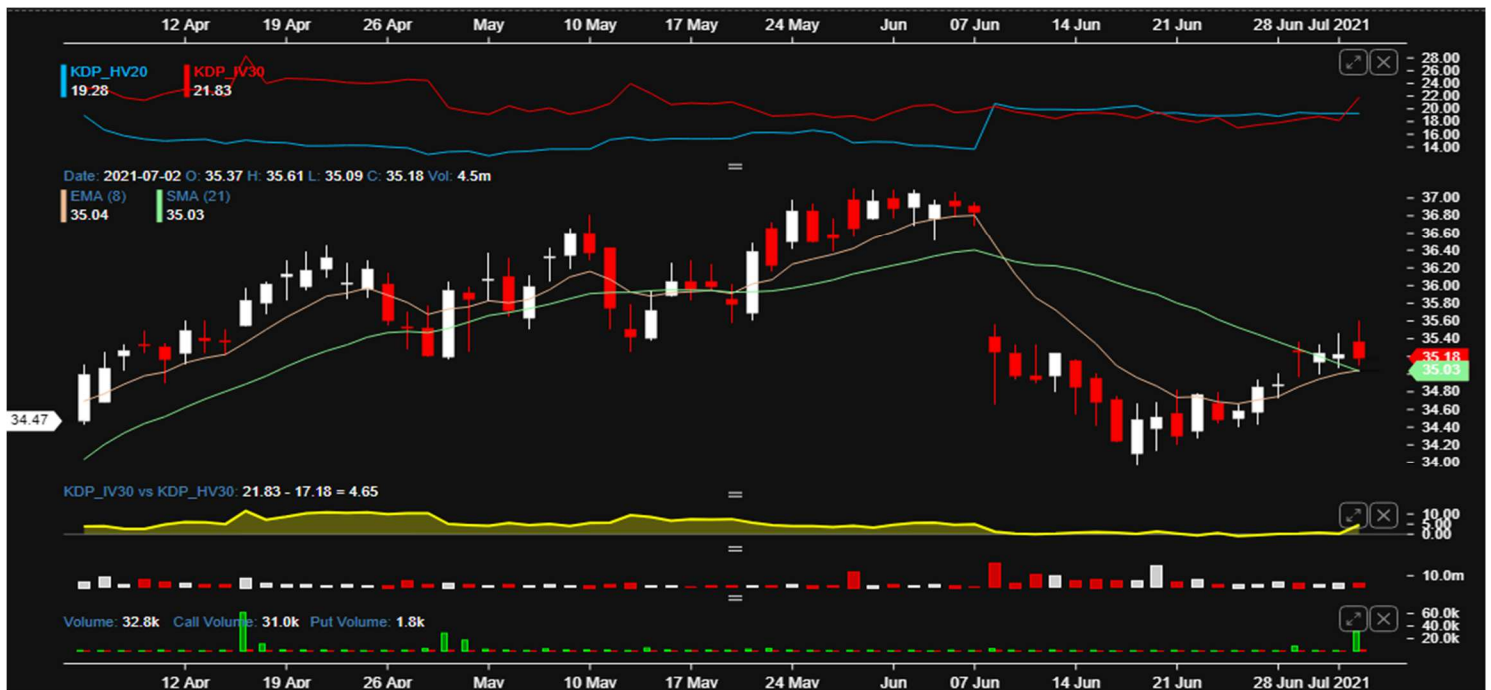 12 Apr 19 Apr 26 Apr May 10 May 17 May 24 May Jun 07 Jun 14 Jun 21 Jun 28 Jun Jul 2021
KDP_HV20 KDP_IV30
19.28 21.83
28.00
26.00
24.00
22.00
20.00
18.00
16.00
14.00
Date: 2021-07-02 O: 35.37 H: 35.61 L: 35.09 C: 35.18 Vol: 4.5m
EMA (8) SMA (21)
35.04 35.03
37.00
36.80
36.60
36.40
36.20
36.00
35.80
35.60
35.40
35.18
35.03
34.80
34.60
34.47
34.40
34.20
34.00
KDP_IV30 vs KDP_HV30: 21.83 - 17.18 = 4.65
10.00
5.00
0.00
10.0m
Volume: 32.8k Call Volume: 31.0k Put Volume: 1.8k
60.0k
40.0k
20.0k
12 Apr 19 Apr 26 Apr May 10 May 17 May 24 May Jun 07 Jun 14 Jun 21 Jun 28 Jun Jul 2021